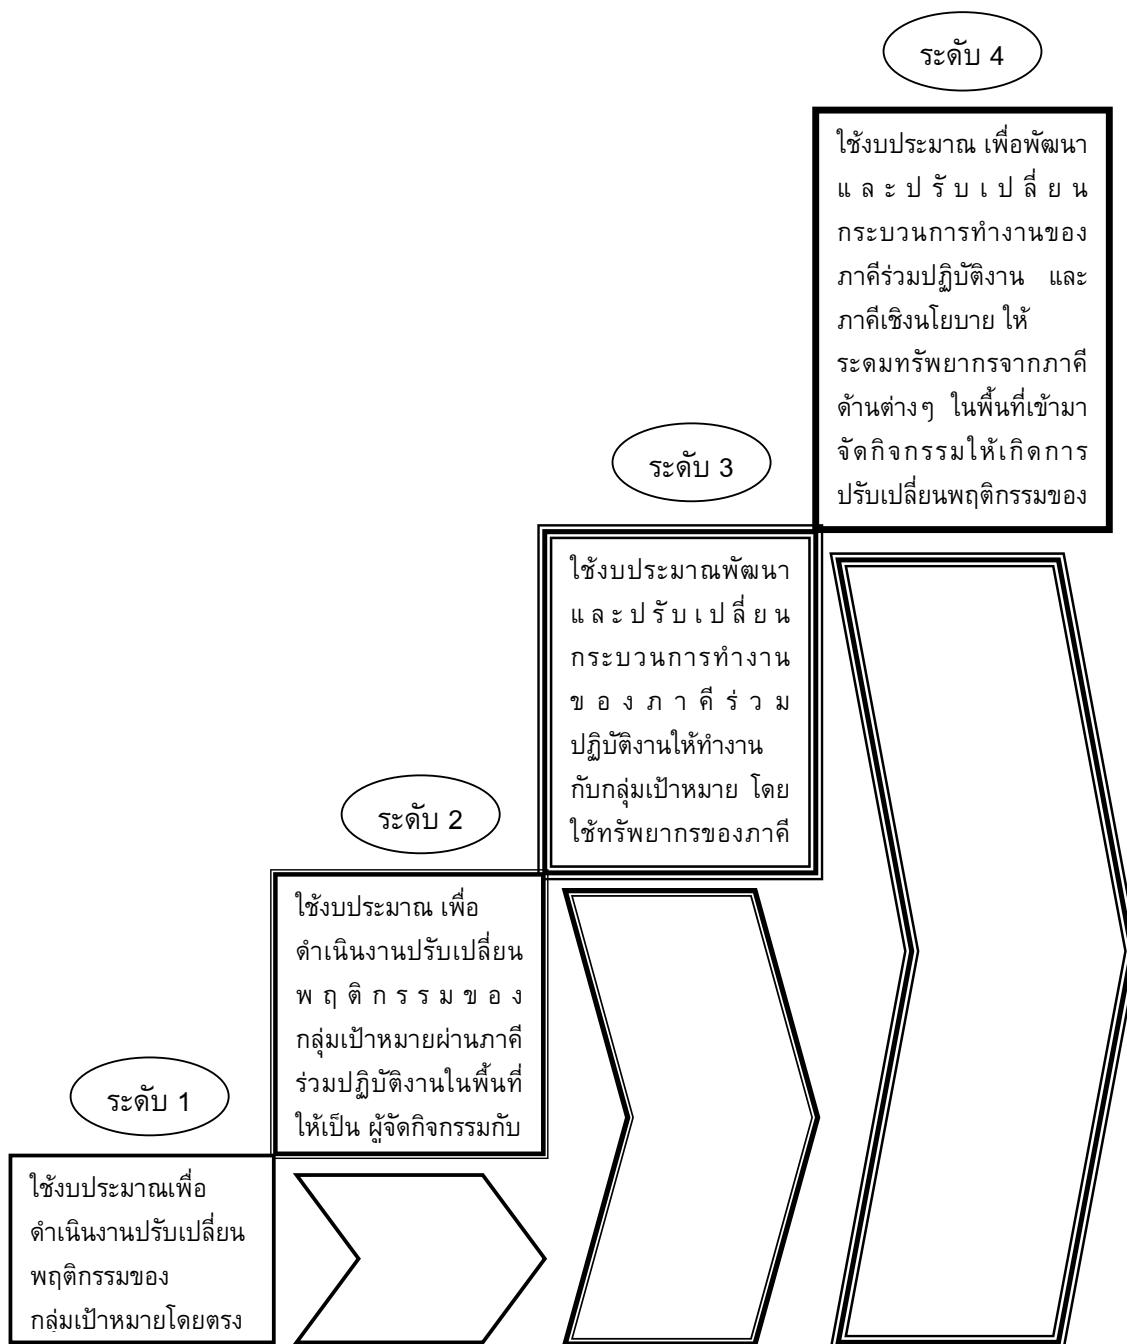 ระดับ 4
ใช้งบประมาณ เพื่อพัฒนา
และปรับเปลี่ยน
กระบวนการทำงานของ
ภาคีร่วมปฏิบัติงาน และ
ภาคีเชิงนโยบาย ให้
ระดมทรัพยากรจากภาคี
ด้านต่างๆ ในพื้นที่เข้ามา
จัดกิจกรรมให้เกิดการ
ปรับเปลี่ยนพฤติกรรมของ
ระดับ 3
ใช้งบประมาณพัฒนา
และปรับเปลี่ยน
กระบวนการทำงาน
ของภาคีร่วม
ปฏิบัติงานให้ทำงาน
กับกลุ่มเป้าหมาย โดย
ใช้ทรัพยากรของภาคี
ระดับ 2
ใช้งบประมาณ เพื่อ
ดำเนินงานปรับเปลี่ยน
พฤติกรรมของ
กลุ่มเป้าหมายผ่านภาคี
ร่วมปฏิบัติงานในพื้นที่
ให้เป็น ผู้จัดกิจกรรมกับ
ระดับ 1
ใช้งบประมาณเพื่อ
ดำเนินงานปรับเปลี่ยน
พฤติกรรมของ
กลุ่มเป้าหมายโดยตรง